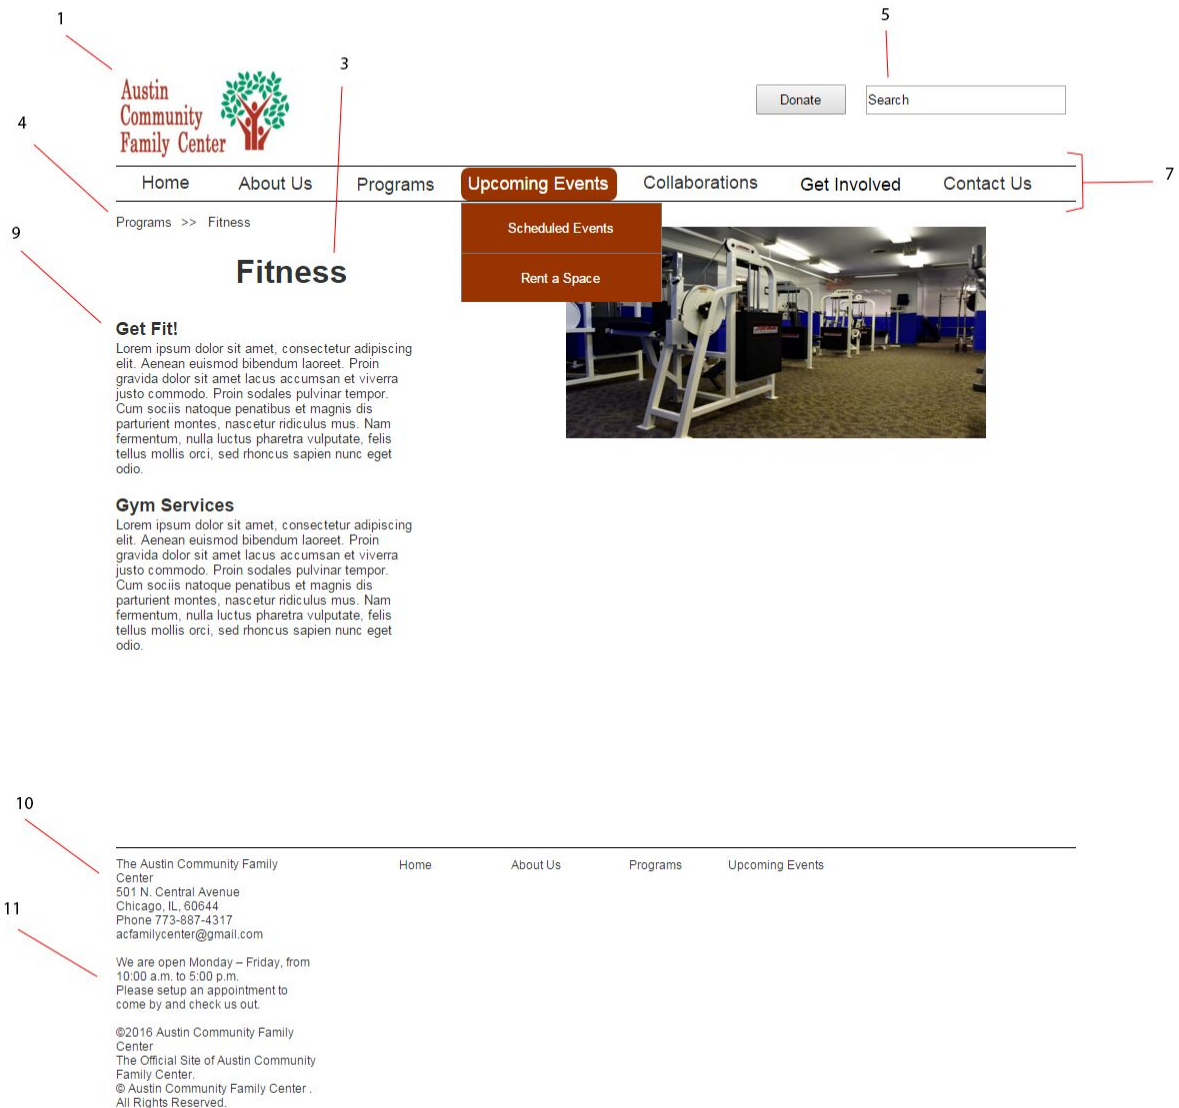 1
5
3
Austin
Community
Family Center
Donate
Search
4
7
Home About Us Programs Upcoming Events Collaborations Get Involved Contact Us
Programs >> Fitness
Scheduled Events
9
Fitness
Rent a Space
Get Fit!
Lorem ipsum dolor sit amet, consectetur adipiscing
elit. Aenean euismod bibendum laoreet. Proin
gravida dolor sit amet lacus accumsan et viverra
justo commodo. Proin sodales pulvinar tempor.
Cum sociis natoque penatibus et magnis dis
parturient montes, nascetur ridiculus mus. Nam
fermentum, nulla luctus pharetra vulputate, felis
tellus mollis orci, sed rhoncus sapien nunc eget
odio.
Gym Services
Lorem ipsum dolor sit amet, consectetur adipiscing
elit. Aenean euismod bibendum laoreet. Proin
gravida dolor sit amet lacus accumsan et viverra
justo commodo. Proin sodales pulvinar tempor.
Cum sociis natoque penatibus et magnis dis
parturient montes, nascetur ridiculus mus. Nam
fermentum, nulla luctus pharetra vulputate, felis
tellus mollis orci, sed rhoncus sapien nunc eget
odio.
10
The Austin Community Family
Center
501 N. Central Avenue
Chicago, IL, 60644
Phone 773-887-4317
acfamilycenter@gmail.com
Home About Us Programs Upcoming Events
11
We are open Monday – Friday, from
10:00 a.m. to 5:00 p.m.
Please setup an appointment to
come by and check us out.
©2016 Austin Community Family
Center
The Official Site of Austin Community
Family Center.
© Austin Community Family Center .
All Rights Reserved.